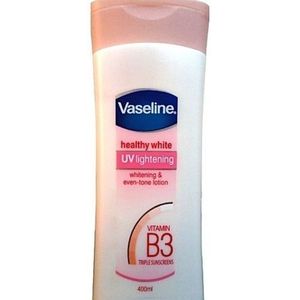 Vaseline.
healthy white
UV lightening
whitening &
even-tone lotion
VITAMIN
B3
TRIPLE SUNSCREENS
400ml